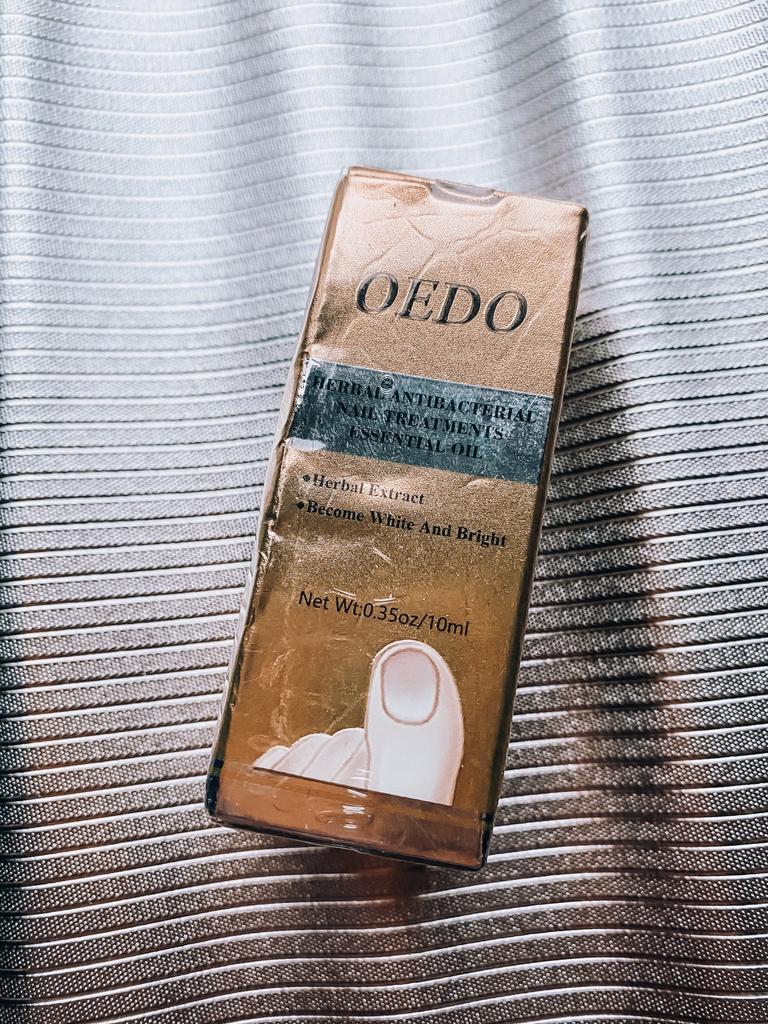 OEDO
HERBAL ANTIBACTERIAL
NAIL TREATMENTS
ESSENTIAL OIL
◆Herbal Extract
◆Become White And Bright
Net Wt:0.35oz/10ml